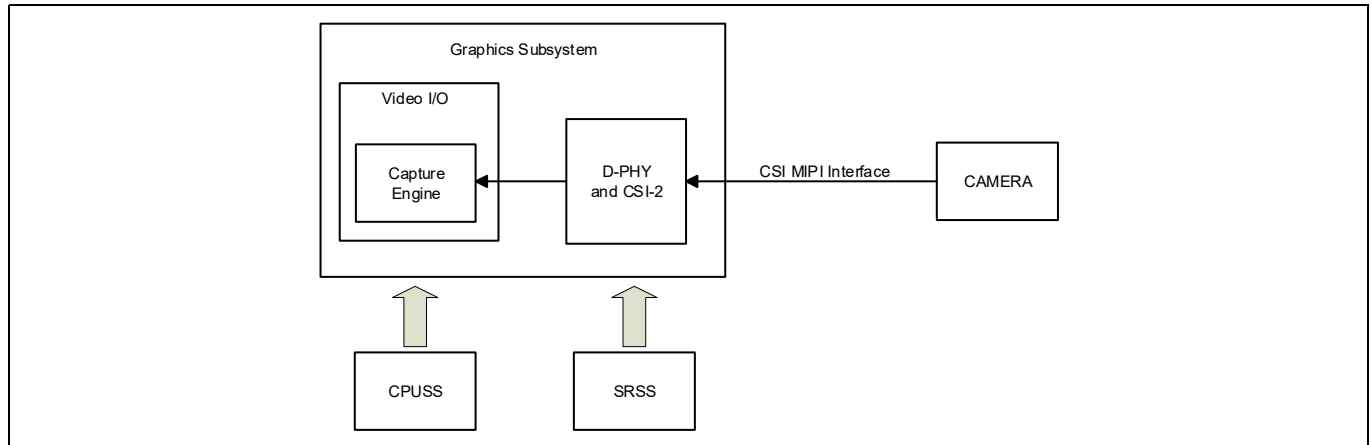 Graphics Subsystem
Video I/O
Capture
Engine
D-PHY
and CSI-2
CSI MIPI Interface
CAMERA
CPUSS
SRSS